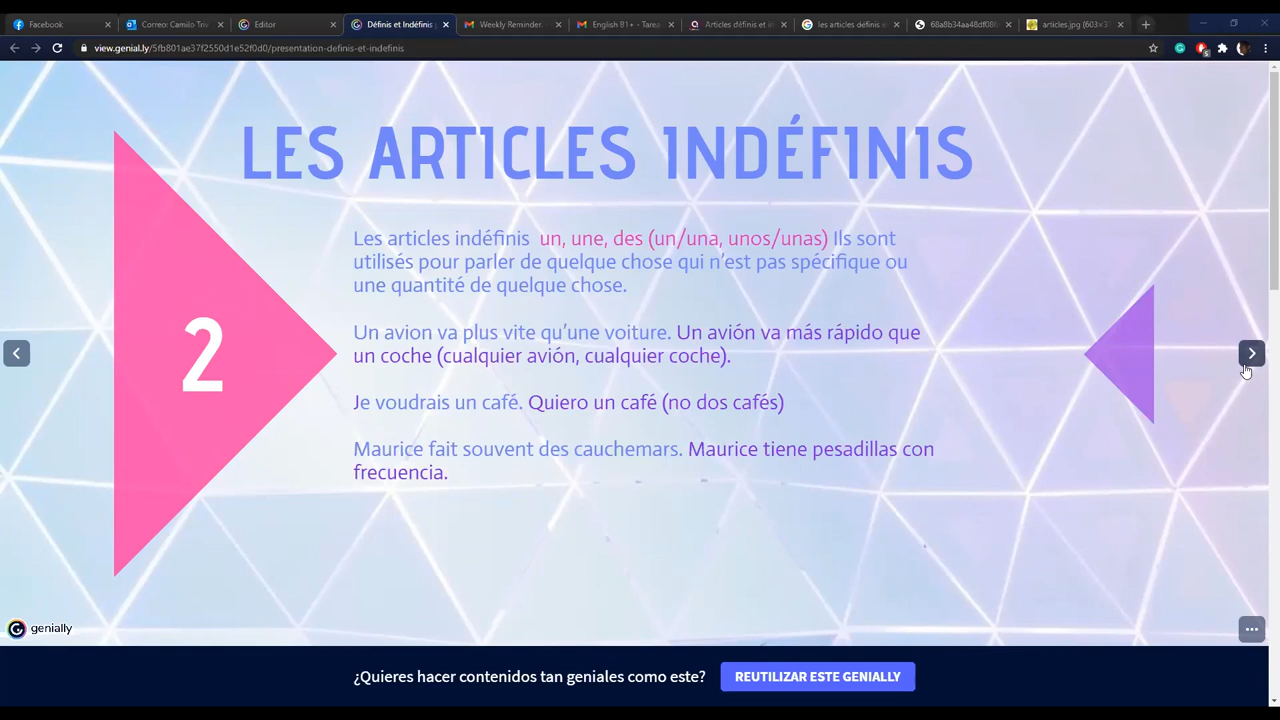 Facebook
Correo: Camilo Triv
Editor
Définis et Indéfinis
Weekly Reminder.
English B1+ - Tarea
Articles définis et i
les articles définis e
68a8b34aa48df08f
articles.jpg (603×3
view.genial.ly/5fb801ae37f2550d1e52f0d0/presentation-definis-et-indefinis
LES ARTICLES INDÉFINIS
Les articles indéfinis un, une, des (un/una, unos/unas) Ils sont
utilisés pour parler de quelque chose qui n'est pas spécifique ou
une quantité de quelque chose.
2
Un avion va plus vite qu'une voiture. Un avión va más rápido que
un coche (cualquier avión, cualquier coche).
Je voudrais un café. Quiero un café (no dos cafés)
Maurice fait souvent des cauchemars. Maurice tiene pesadillas con
frecuencia.
genially
¿Quieres hacer contenidos tan geniales como este? REUTILIZAR ESTE GENIALLY